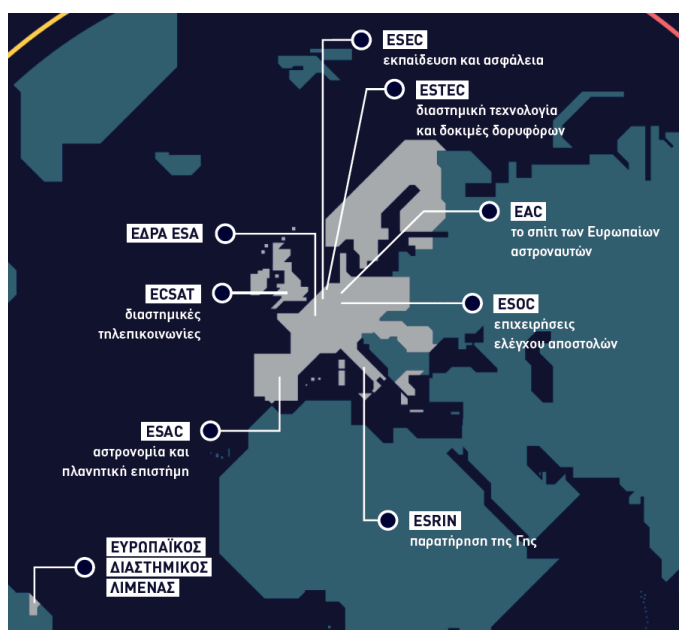 ESEC
εκπαίδευση και ασφάλεια
ESTEC
διαστημική τεχνολογία
και δοκιμές δορυφόρων
EAC
το σπίτι των Ευρωπαίων
αστροναυτών
ΕΔΡΑ ESA
ECSAT
διαστημικές
τηλεπικοινωνίες
ESOC
επιχειρήσεις
ελέγχου αποστολών
ESAC
αστρονομία και
πλανητική επιστήμη
ESRIN
παρατήρηση της Γης
ΕΥΡΩΠΑΪΚΟΣ
ΔΙΑΣΤΗΜΙΚΟΣ
ΛΙΜΕΝΑΣ